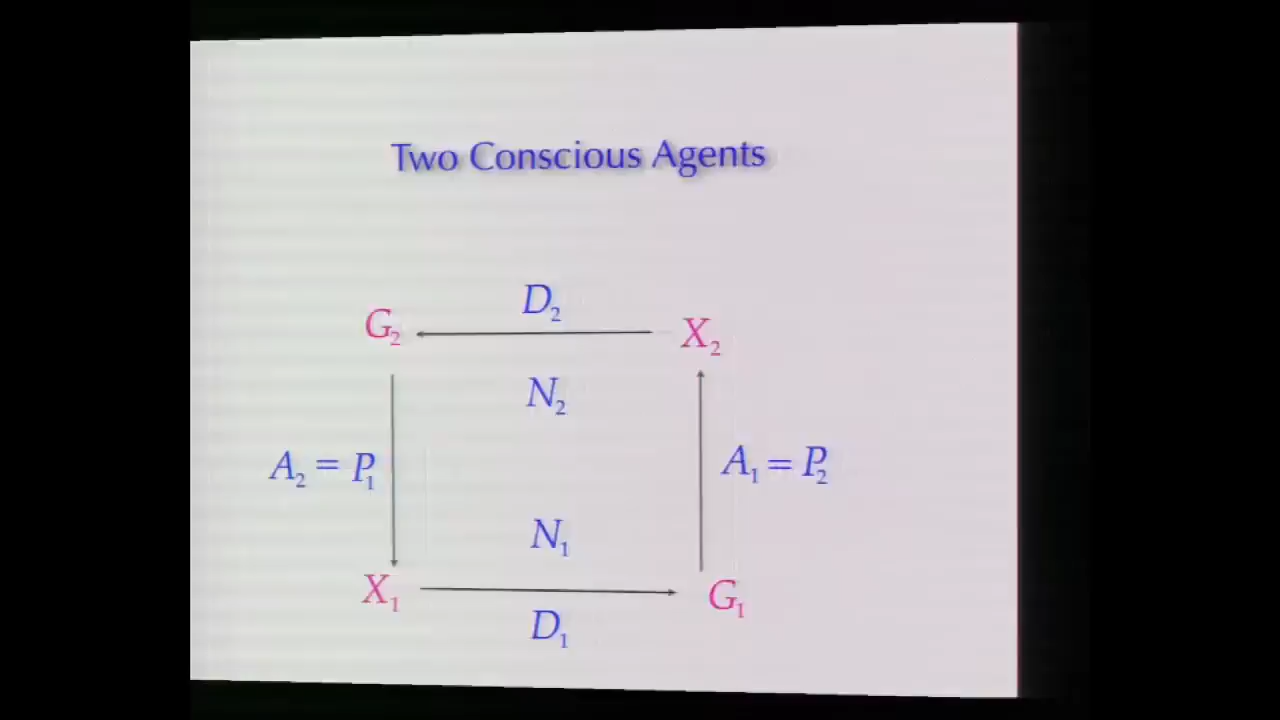 Two Conscious Agents
D₂
G₂ X₂
N₂
A₂ = P₁ A₁ = P₂
N₁
X₁ G₁
D₁